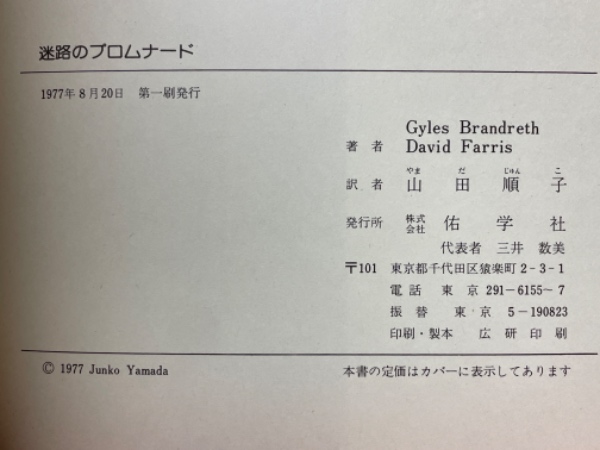 迷路のプロムナード
1977年8月20日 第一刷発行
著者 Gyles Brandreth
David Farris
やま だ じゅん こ
訳者 山田順子
発行所 株式会社 佑学社
代表者 三井数美
〒101 東京都千代田区猿楽町2-3-1
電話 東京 291-6155~7
振替 東京 5-190823
印刷・製本 広研印刷
© 1977 Junko Yamada 本書の定価はカバーに表示してあります